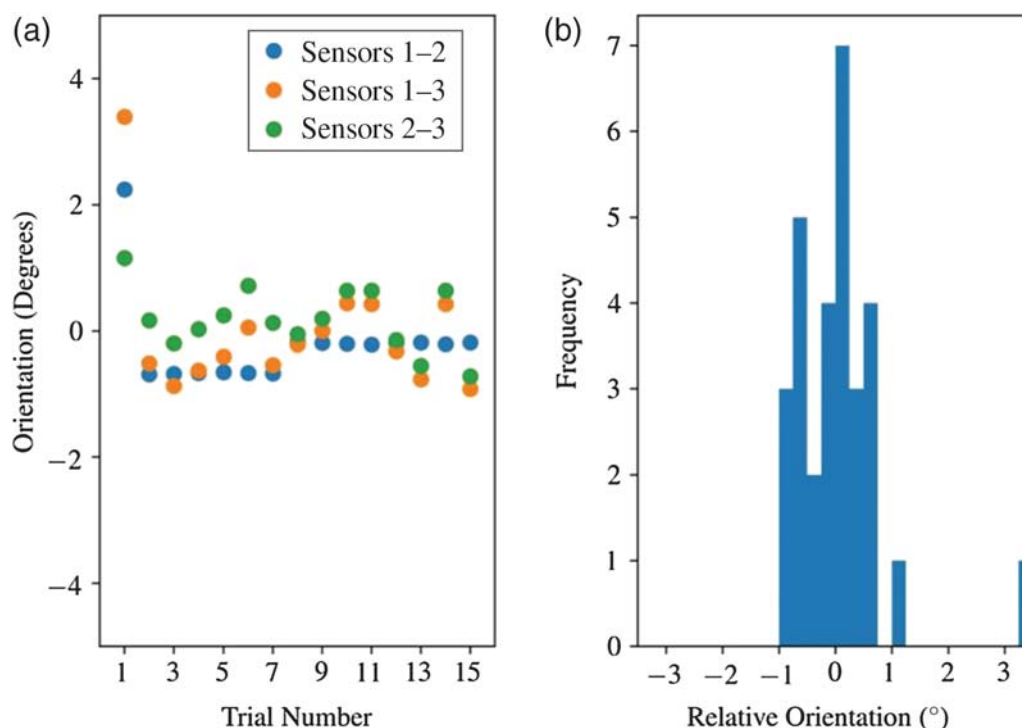 (a)
Sensors 1–2
Sensors 1–3
Sensors 2–3
4
2
0
−2
−4
Orientation (Degrees)
1 3 5 7 9 11 13 15
Trial Number
(b)
7
6
5
4
3
2
1
0
Frequency
−3 −2 −1 0 1 2 3
Relative Orientation (°)